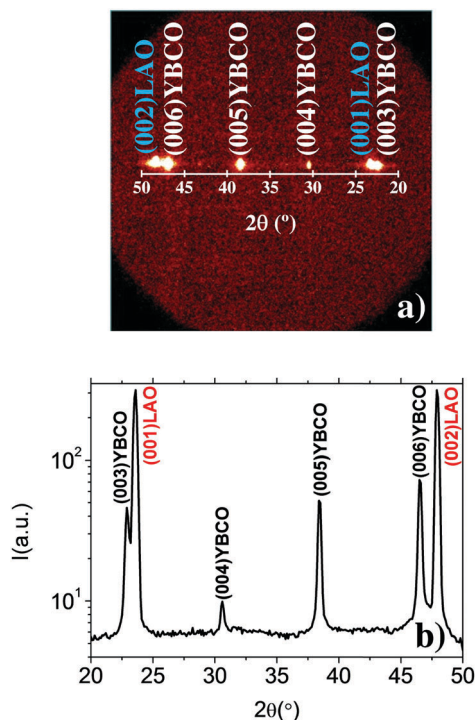 (002)LAO
(006)YBCO
(005)YBCO
(004)YBCO
(001)LAO
(003)YBCO
50 45 40 35 30 25 20
2θ (º)
a)
(003)YBCO
(001)LAO
(004)YBCO
(005)YBCO
(006)YBCO
(002)LAO
I(a.u.)
10²
10¹
b)
20 25 30 35 40 45 50
2θ(°)